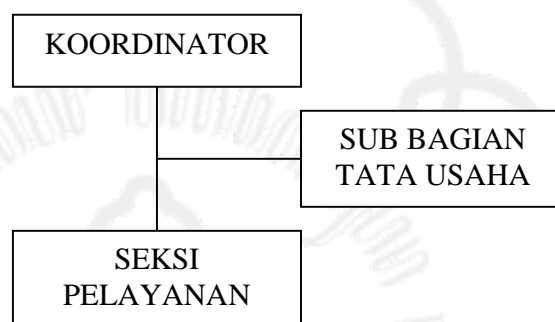 KOORDINATOR
SUB BAGIAN
TATA USAHA
SEKSI
PELAYANAN